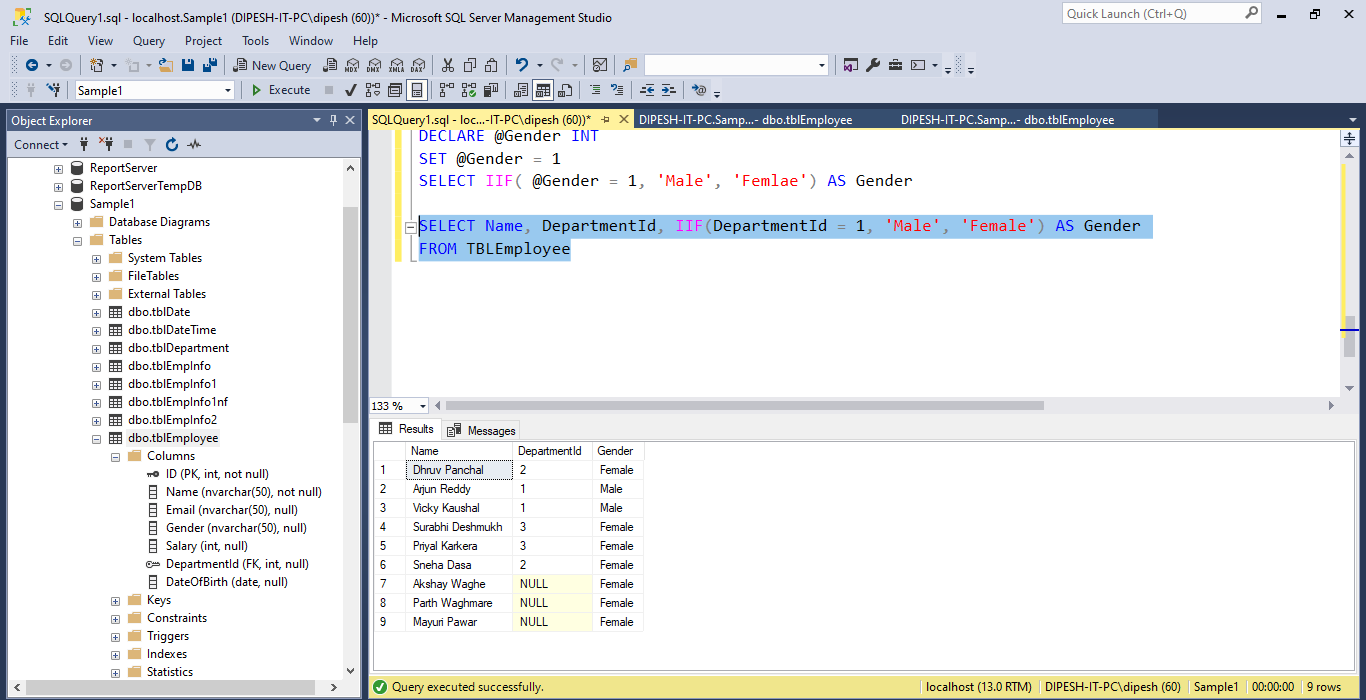 SQLQuery1.sql - localhost.Sample1 (DIPESH-IT-PC\dipesh (60))* - Microsoft SQL Server Management Studio
Quick Launch (Ctrl+Q)
File Edit View Query Project Tools Window Help
New Query MDX DMX XMLA DAX
Sample1 Execute
Object Explorer
Connect
ReportServer
ReportServerTempDB
Sample1
Database Diagrams
Tables
System Tables
FileTables
External Tables
dbo.tblDate
dbo.tblDateTime
dbo.tblDepartment
dbo.tblEmpInfo
dbo.tblEmpInfo1
dbo.tblEmpInfo1nf
dbo.tblEmpInfo2
dbo.tblEmployee
Columns
ID (PK, int, not null)
Name (nvarchar(50), not null)
Email (nvarchar(50), null)
Gender (nvarchar(50), null)
Salary (int, null)
DepartmentId (FK, int, null)
DateOfBirth (date, null)
Keys
Constraints
Triggers
Indexes
Statistics
SQLQuery1.sql - loc...-IT-PC\dipesh (60))* DIPESH-IT-PC.Samp...- dbo.tblEmployee DIPESH-IT-PC.Samp...- dbo.tblEmployee
DECLARE @Gender INT
SET @Gender = 1
SELECT IIF( @Gender = 1, 'Male', 'Femlae') AS Gender
SELECT Name, DepartmentId, IIF(DepartmentId = 1, 'Male', 'Female') AS Gender
FROM TBLEmployee
133 %
Results Messages
Name DepartmentId Gender
1 Dhruv Panchal 2 Female
2 Arjun Reddy 1 Male
3 Vicky Kaushal 1 Male
4 Surabhi Deshmukh 3 Female
5 Priyal Karkera 3 Female
6 Sneha Dasa 2 Female
7 Akshay Waghe NULL Female
8 Parth Waghmare NULL Female
9 Mayuri Pawar NULL Female
Query executed successfully. localhost (13.0 RTM) DIPESH-IT-PC\dipesh (60) Sample1 00:00:00 9 rows